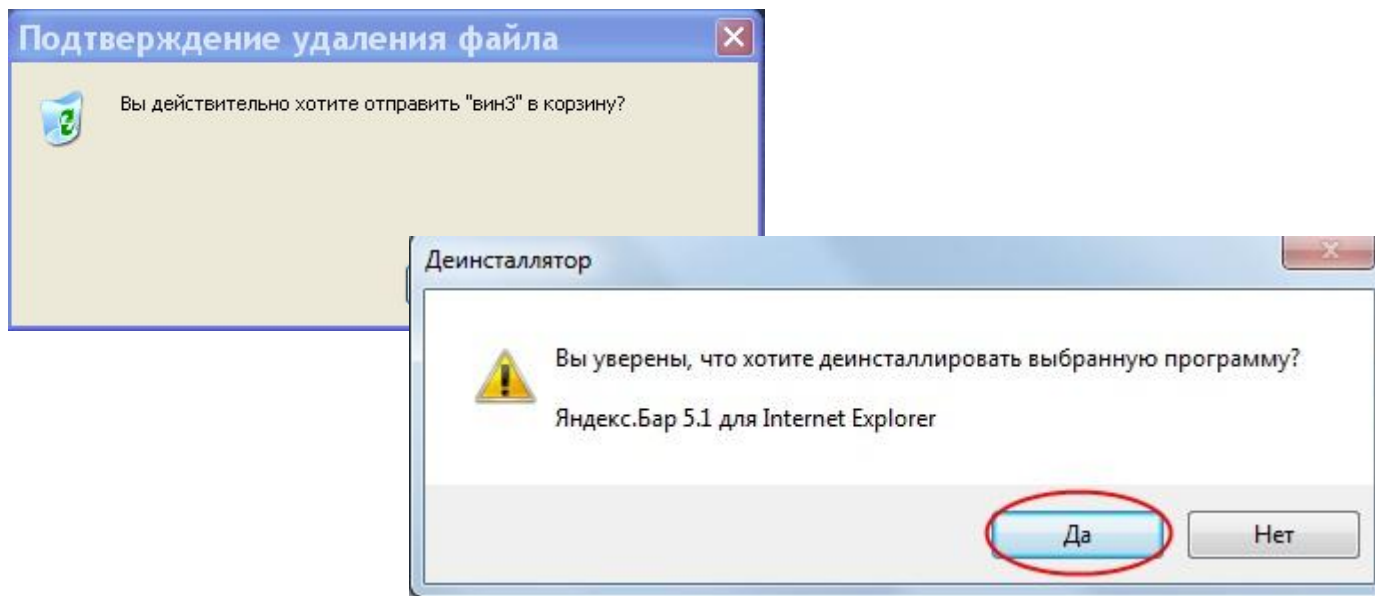 Подтверждение удаления файла
Вы действительно хотите отправить "вин3" в корзину?
Деинсталлятор
Вы уверены, что хотите деинсталлировать выбранную программу?
Яндекс.Бар 5.1 для Internet Explorer
Да
Нет